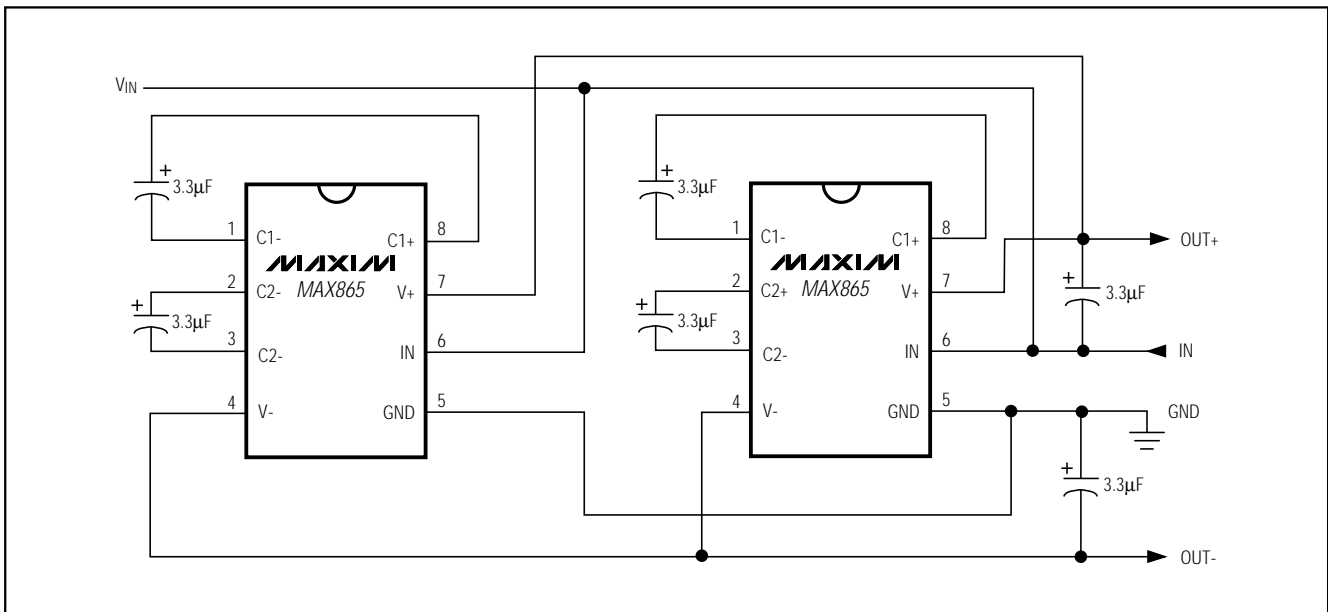 VIN
+
3.3µF
1
C1-
C1+
8
MAXIM
MAX865
2
C2-
V+
7
+
3.3µF
3
C2-
IN
6
4
V-
GND
5
+
3.3µF
1
C1-
C1+
8
MAXIM
MAX865
2
C2+
V+
7
+
3.3µF
3
C2-
IN
6
4
V-
GND
5
OUT+
+
3.3µF
IN
GND
+
3.3µF
OUT-